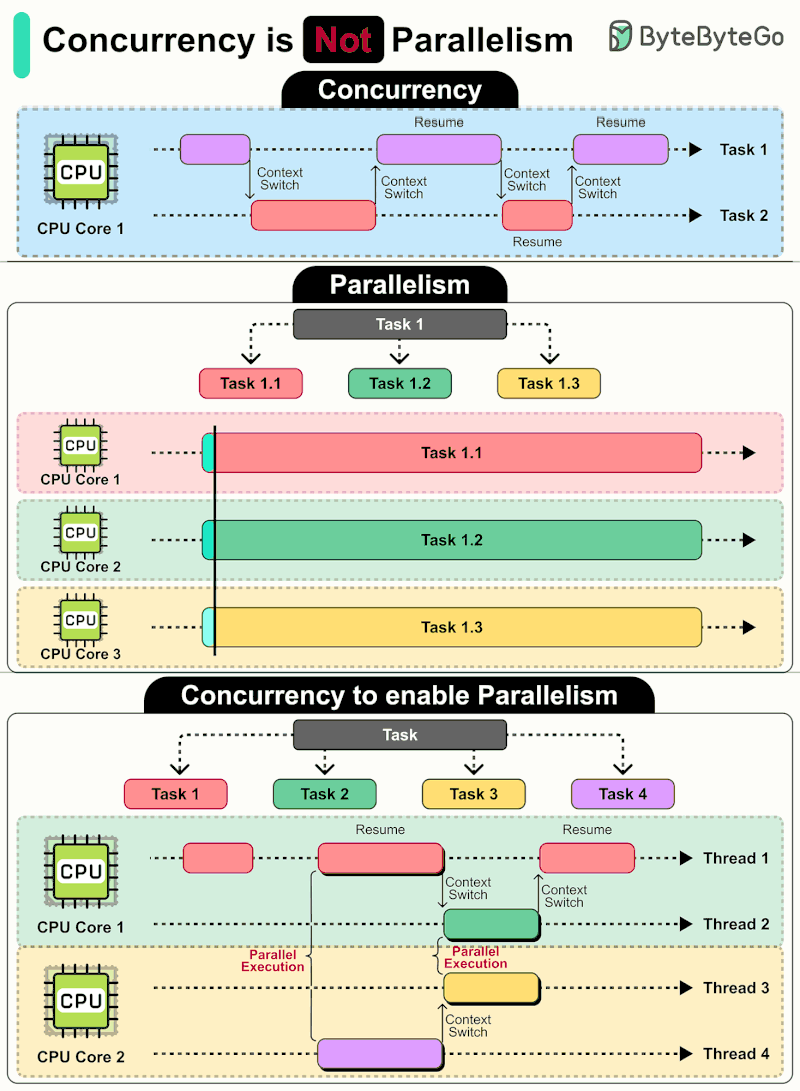 Concurrency is Not Parallelism
ByteByteGo
Concurrency
Resume
Resume
CPU
Task 1
Context
Switch
Context
Switch
Context
Switch
Context
Switch
CPU Core 1
Task 2
Resume
Parallelism
Task 1
Task 1.1
Task 1.2
Task 1.3
CPU
CPU Core 1
Task 1.1
CPU
CPU Core 2
Task 1.2
CPU
CPU Core 3
Task 1.3
Concurrency to enable Parallelism
Task
Task 1
Task 2
Task 3
Task 4
Resume
Resume
CPU
Thread 1
Context
Switch
Context
Switch
CPU Core 1
Thread 2
Parallel
Execution
Parallel
Execution
CPU
Thread 3
Context
Switch
CPU Core 2
Thread 4